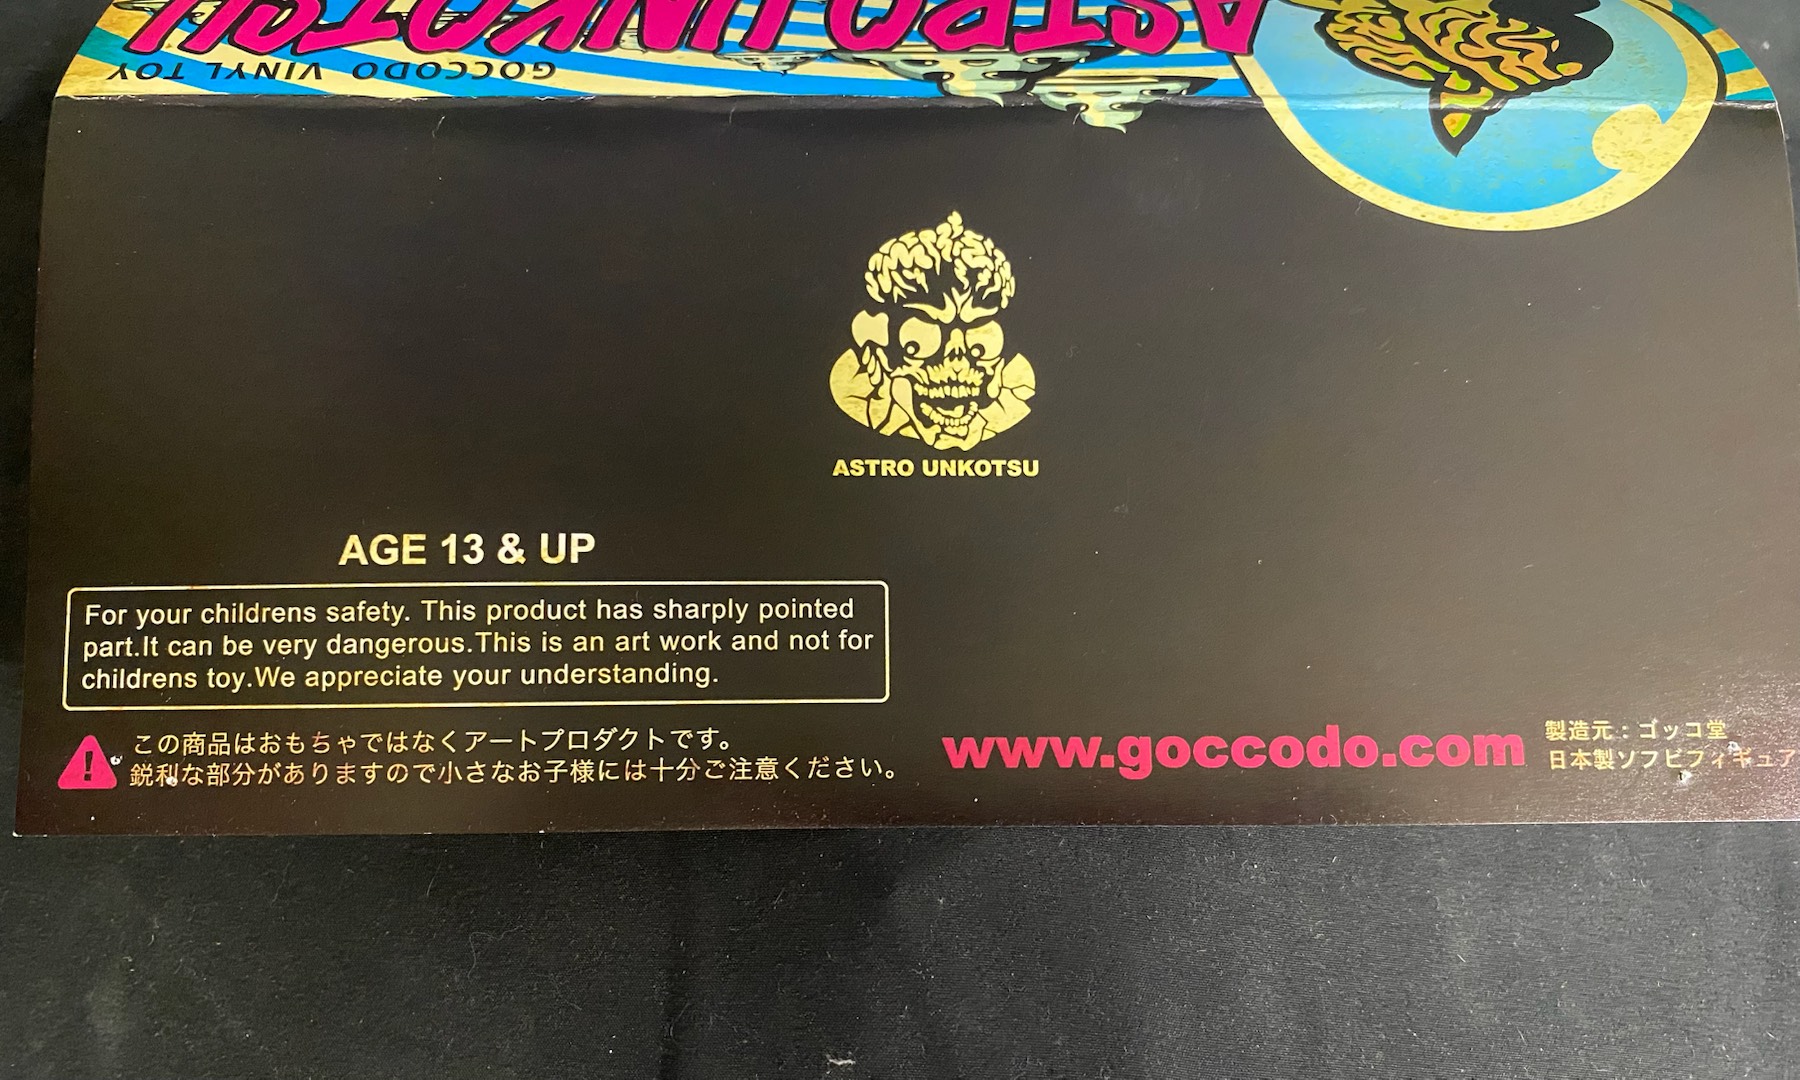 ASTRO UNKOTSU
GOCCODO VINYL TOY
ASTRO UNKOTSU
AGE 13 & UP
For your childrens safety. This product has sharply pointed
part.It can be very dangerous.This is an art work and not for
childrens toy.We appreciate your understanding.
この商品はおもちゃではなくアートプロダクトです。
鋭利な部分がありますので小さなお子様には十分ご注意ください。
www.goccodo.com
製造元：ゴッコ堂
日本製ソフビフィギュア